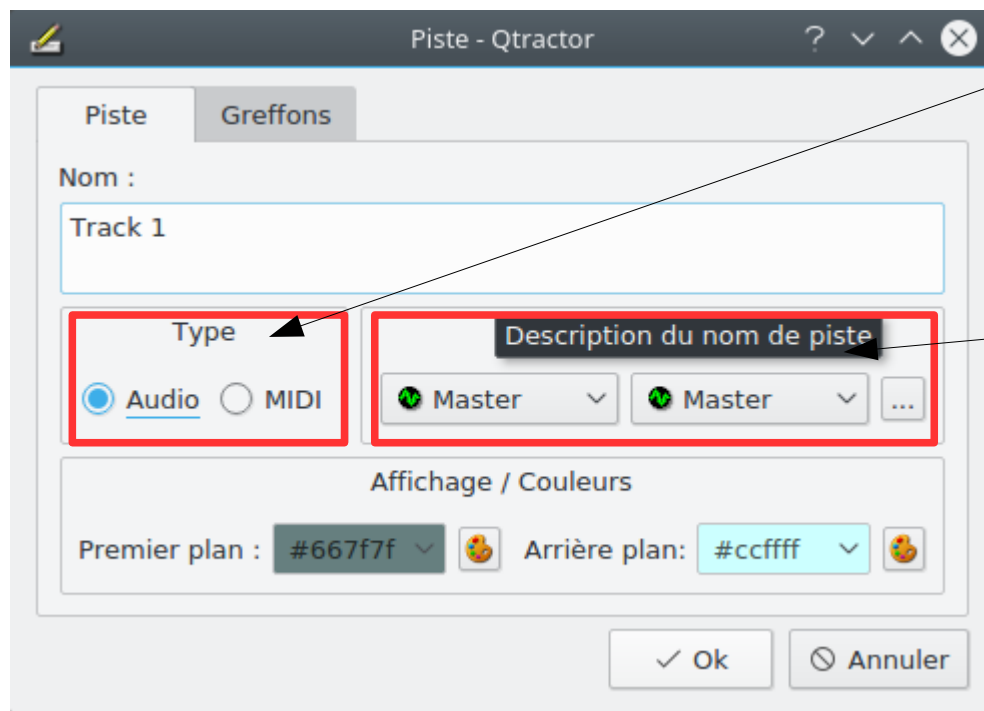 Piste - Qtractor
Piste Greffons
Nom :
Track 1
Type
Description du nom de piste
Audio MIDI Master Master ...
Affichage / Couleurs
Premier plan : #667f7f Arrière plan: #ccffff
Ok Annuler